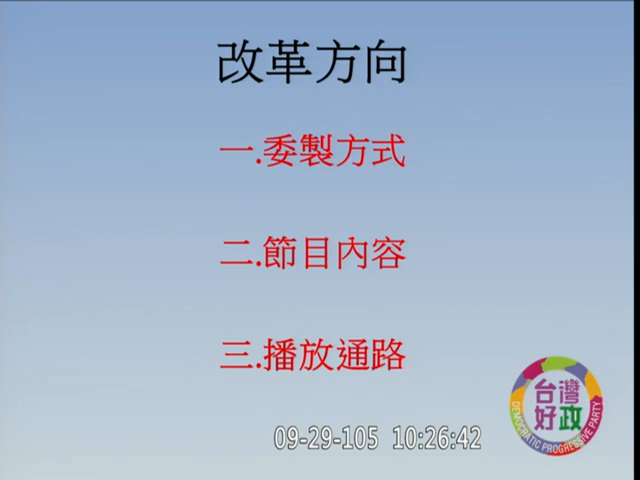 改革方向
一.委製方式
二.節目內容
三.播放通路
台灣
好政
DEMOCRATIC PROGRESSIVE PARTY
09-29-105 10:26:42